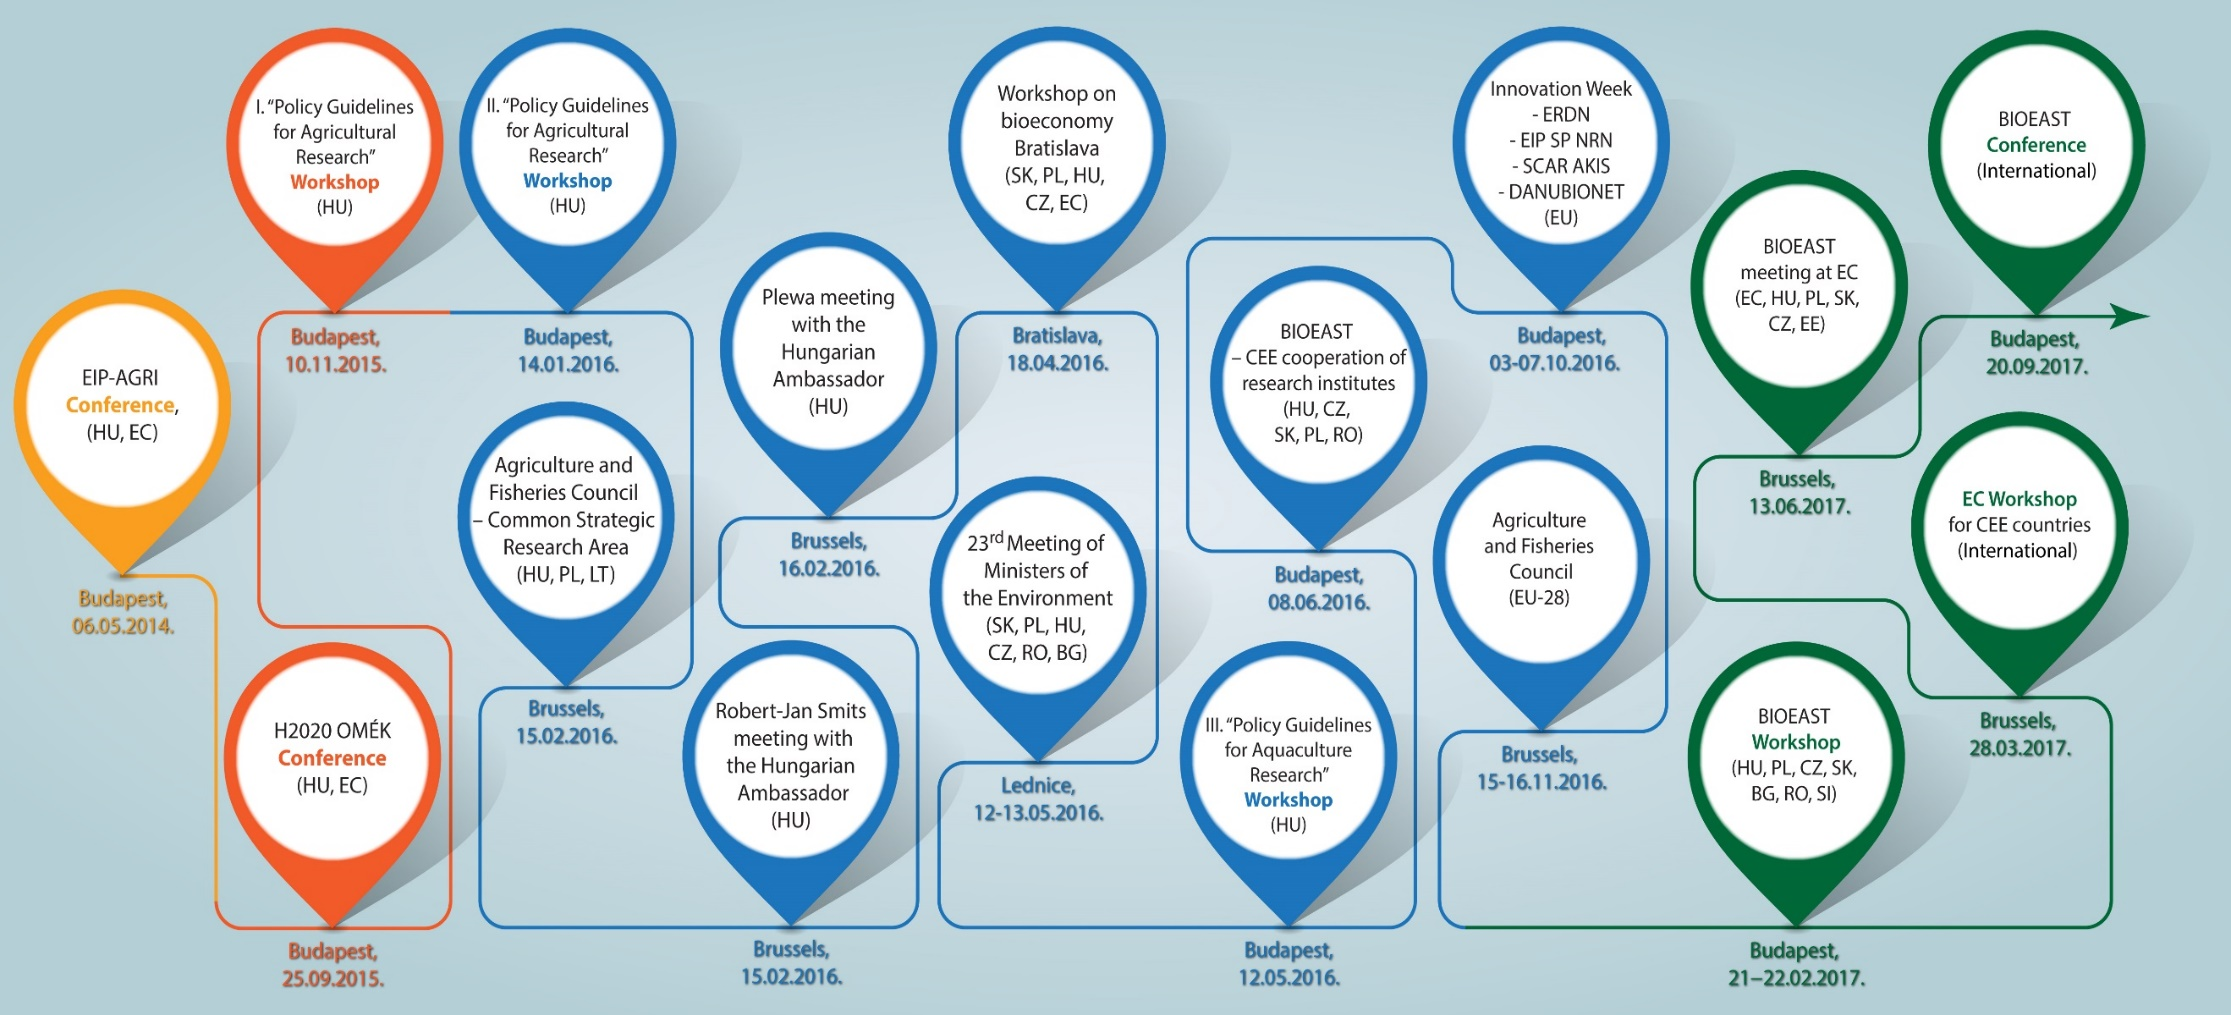 EIP-AGRI
Conference,
(HU, EC)
Budapest,
06.05.2014.
H2020 OMÉK
Conference
(HU, EC)
Budapest,
25.09.2015.
I. "Policy Guidelines
for Agricultural
Research"
Workshop
(HU)
Budapest,
10.11.2015.
II. "Policy Guidelines
for Agricultural
Research"
Workshop
(HU)
Budapest,
14.01.2016.
Agriculture and
Fisheries Council
– Common Strategic
Research Area
(HU, PL, LT)
Brussels,
15.02.2016.
Robert-Jan Smits
meeting with
the Hungarian
Ambassador
(HU)
Brussels,
15.02.2016.
Plewa meeting
with the
Hungarian
Ambassador
(HU)
Brussels,
16.02.2016.
Workshop on
bioeconomy
Bratislava
(SK, PL, HU,
CZ, EC)
Bratislava,
18.04.2016.
23rd Meeting of
Ministers of
the Environment
(SK, PL, HU,
CZ, RO, BG)
Lednice,
12-13.05.2016.
III. "Policy Guidelines
for Aquaculture
Research"
Workshop
(HU)
Budapest,
12.05.2016.
BIOEAST
– CEE cooperation of
research institutes
(HU, CZ,
SK, PL, RO)
Budapest,
08.06.2016.
Innovation Week
- ERDN
- EIP SP NRN
- SCAR AKIS
- DANUBIONET
(EU)
Budapest,
03-07.10.2016.
Agriculture
and Fisheries
Council
(EU-28)
Brussels,
15-16.11.2016.
BIOEAST
Workshop
(HU, PL, CZ, SK,
BG, RO, SI)
Budapest,
21–22.02.2017.
EC Workshop
for CEE countries
(International)
Brussels,
28.03.2017.
BIOEAST
meeting at EC
(EC, HU, PL, SK,
CZ, EE)
Brussels,
13.06.2017.
BIOEAST
Conference
(International)
Budapest,
20.09.2017.